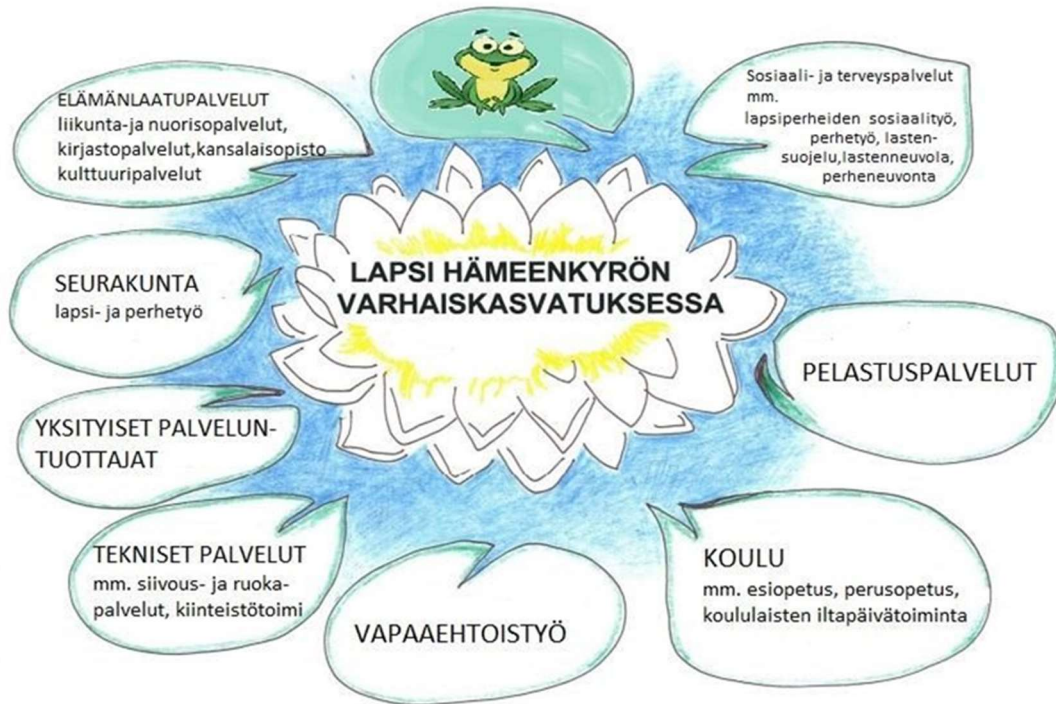 ELÄMÄNLAATUPALVELUT
liikunta-ja nuorisopalvelut,
kirjastopalvelut,kansalaisopisto
kulttuuripalvelut
Sosiaali- ja terveyspalvelut
mm.
lapsiperheiden sosiaalityö,
perhetyö, lasten-
suojelu,lastenneuvola,
perheneuvonta
SEURAKUNTA
lapsi- ja perhetyö
LAPSI HÄMEENKYRÖN
VARHAISKASVATUKSESSA
PELASTUSPALVELUT
YKSITYISET PALVELUN-
TUOTTAJAT
TEKNISET PALVELUT
mm. siivous- ja ruoka-
palvelut, kiinteistötoimi
VAPAAEHTOISTYÖ
KOULU
mm. esiopetus, perusopetus,
koululaisten iltapäivätoiminta